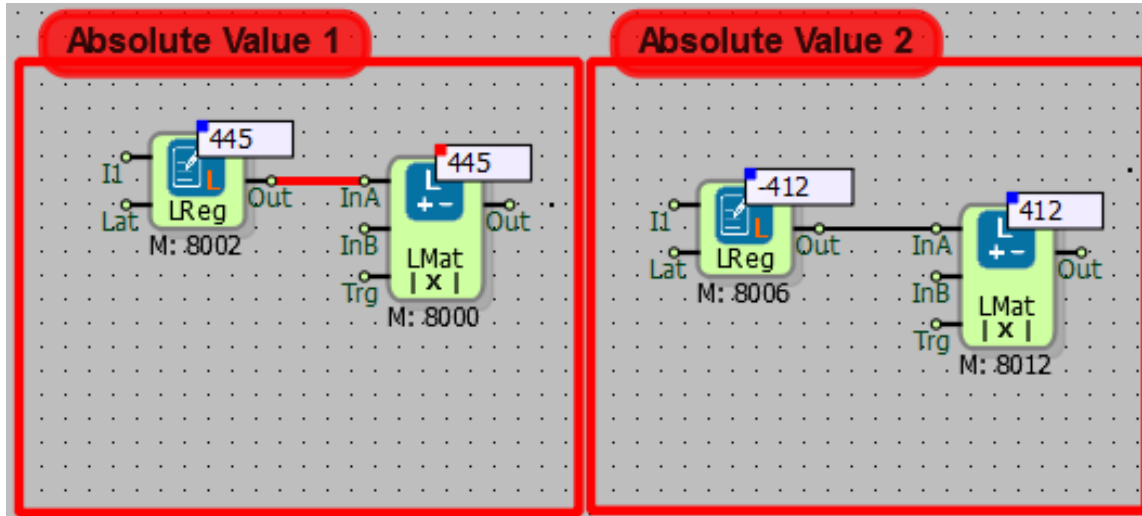 Absolute Value 1
445
L
I1
Out
Lat
LReg
M: 8002
445
L
+ -
InA
InB
Trg
Out
LMat
| X |
M: 8000
Absolute Value 2
-412
L
I1
Out
Lat
LReg
M: 8006
412
L
+ -
InA
InB
Trg
Out
LMat
| X |
M: 8012